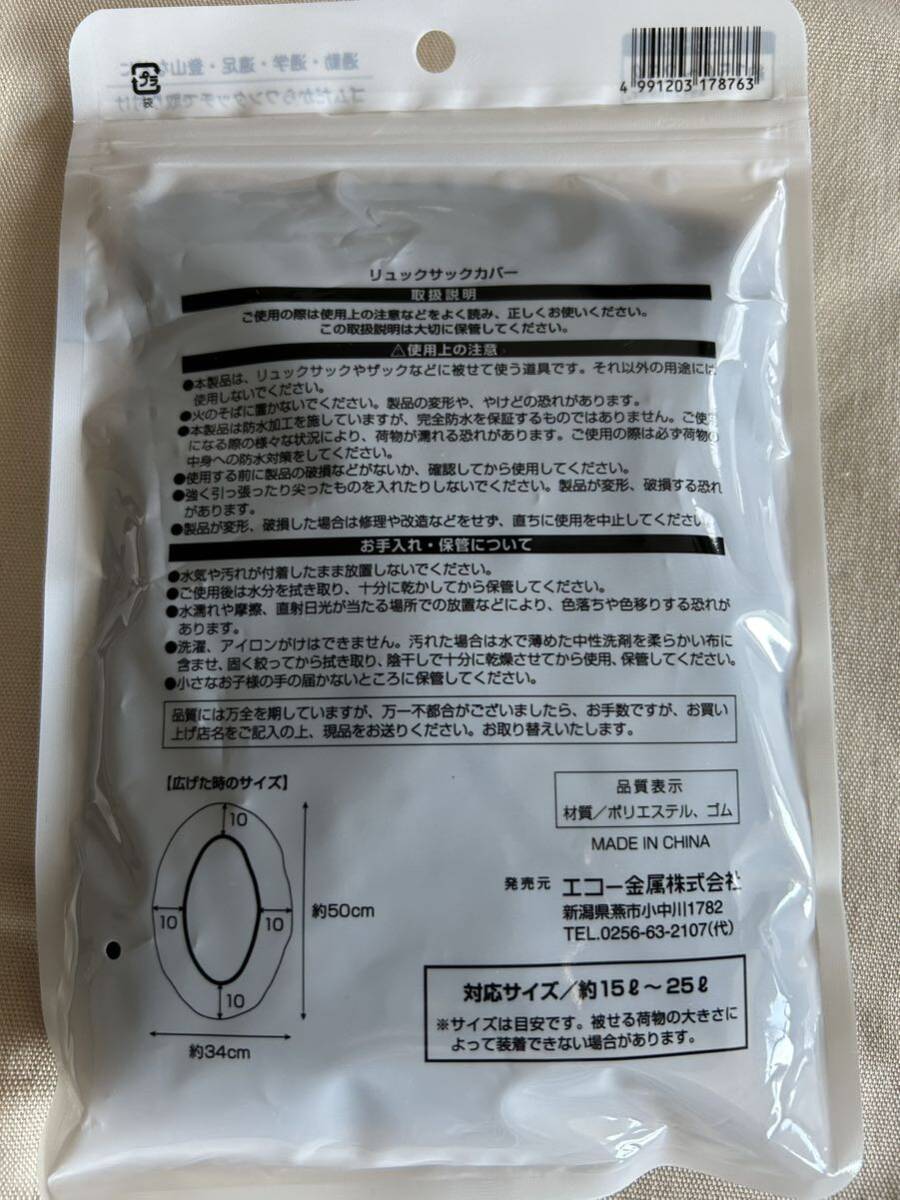 通勤・通学・遠足・登山などに
ゴムだからワンタッチで取り付け
プラ
袋
4 991203 178763
リュックサックカバー
取扱説明
ご使用の際は使用上の注意などをよく読み、正しくお使いください。
この取扱説明は大切に保管してください。
⚠使用上の注意
●本製品は、リュックサックやザックなどに被せて使う道具です。それ以外の用途には
使用しないでください。
●火のそばに置かないでください。製品の変形や、やけどの恐れがあります。
●本製品は防水加工を施していますが、完全防水を保証するものではありません。ご使用
になる際の様々な状況により、荷物が濡れる恐れがあります。ご使用の際は必ず荷物の
中身への防水対策をしてください。
●使用する前に製品の破損などがないか、確認してから使用してください。
●強く引っ張ったり尖ったものを入れたりしないでください。製品が変形、破損する恐れ
があります。
●製品が変形、破損した場合は修理や改造などをせず、直ちに使用を中止してください。
お手入れ・保管について
●水気や汚れが付着したまま放置しないでください。
●ご使用後は水分を拭き取り、十分に乾かしてから保管してください。
●水濡れや摩擦、直射日光が当たる場所での放置などにより、色落ちや色移りする恐れが
あります。
●洗濯、アイロンがけはできません。汚れた場合は水で薄めた中性洗剤を柔らかい布に
含ませ、固く絞ってから拭き取り、陰干しで十分に乾燥させてから使用、保管してください。
●小さなお子様の手の届かないところに保管してください。
品質には万全を期していますが、万一不都合がございましたら、お手数ですが、お買い
上げ店名をご記入の上、現品をお送りください。お取り替えいたします。
【広げた時のサイズ】
10
10
10
10
約50cm
約34cm
品質表示
材質／ポリエステル、ゴム
MADE IN CHINA
発売元 エコー金属株式会社
新潟県燕市小中川1782
TEL.0256-63-2107(代)
対応サイズ／約15ℓ～25ℓ
※サイズは目安です。被せる荷物の大きさに
よって装着できない場合があります。